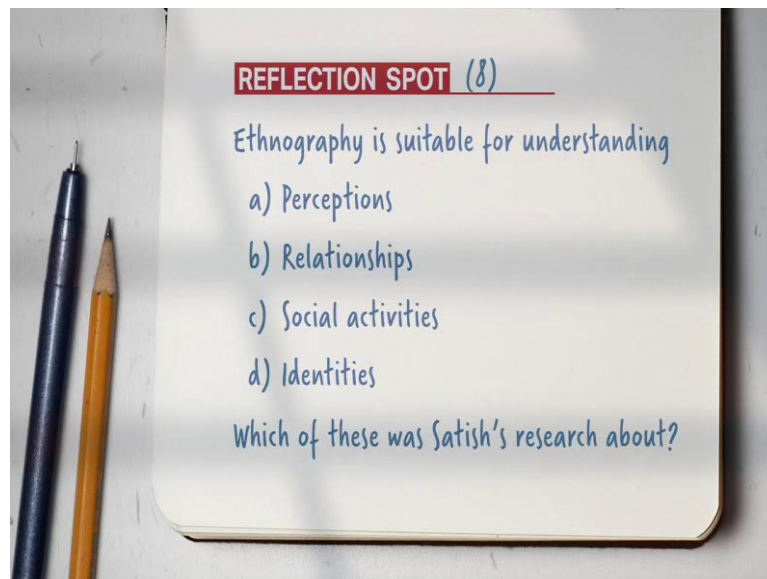 REFLECTION SPOT (8)
Ethnography is suitable for understanding
a) Perceptions
b) Relationships
c) Social activities
d) Identities
Which of these was Satish's research about?